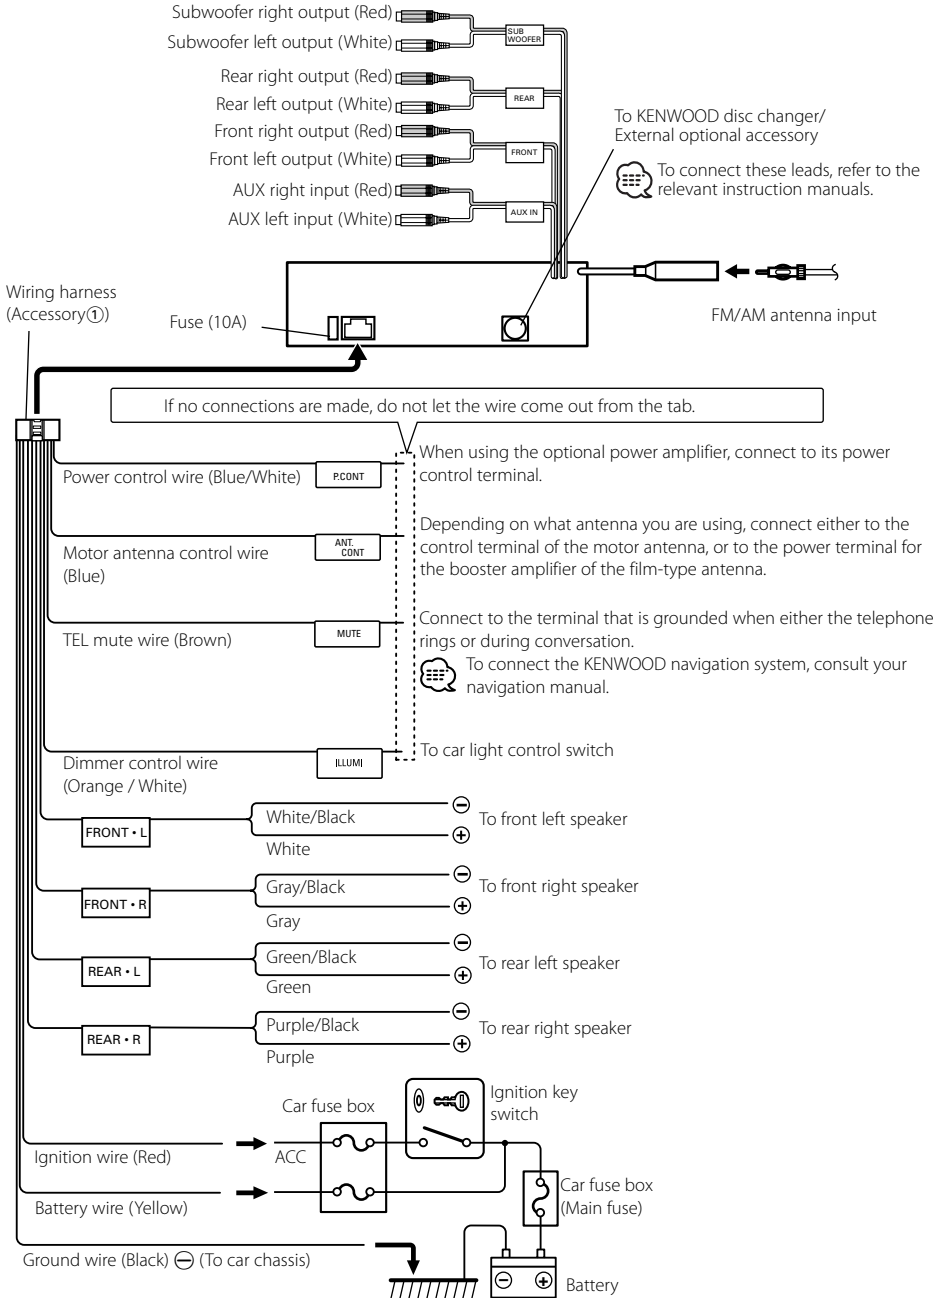 Subwoofer right output (Red)
SUB
WOOFER
Subwoofer left output (White)
Rear right output (Red)
REAR
Rear left output (White)
Front right output (Red)
FRONT
Front left output (White)
AUX right input (Red)
AUX IN
AUX left input (White)
To KENWOOD disc changer/
External optional accessory
To connect these leads, refer to the
relevant instruction manuals.
Wiring harness
(Accessory①)
Fuse (10A)
FM/AM antenna input
If no connections are made, do not let the wire come out from the tab.
Power control wire (Blue/White)
P.CONT
When using the optional power amplifier, connect to its power
control terminal.
Motor antenna control wire
(Blue)
ANT.
CONT
Depending on what antenna you are using, connect either to the
control terminal of the motor antenna, or to the power terminal for
the booster amplifier of the film-type antenna.
TEL mute wire (Brown)
MUTE
Connect to the terminal that is grounded when either the telephone
rings or during conversation.
To connect the KENWOOD navigation system, consult your
navigation manual.
Dimmer control wire
(Orange / White)
ILLUMI
To car light control switch
FRONT • L
White/Black
⊖
White
⊕
To front left speaker
FRONT • R
Gray/Black
⊖
Gray
⊕
To front right speaker
REAR • L
Green/Black
⊖
Green
⊕
To rear left speaker
REAR • R
Purple/Black
⊖
Purple
⊕
To rear right speaker
Ignition key
switch
Car fuse box
Ignition wire (Red)
ACC
Battery wire (Yellow)
Car fuse box
(Main fuse)
Ground wire (Black) ⊖ (To car chassis)
⊖ ⊕
Battery